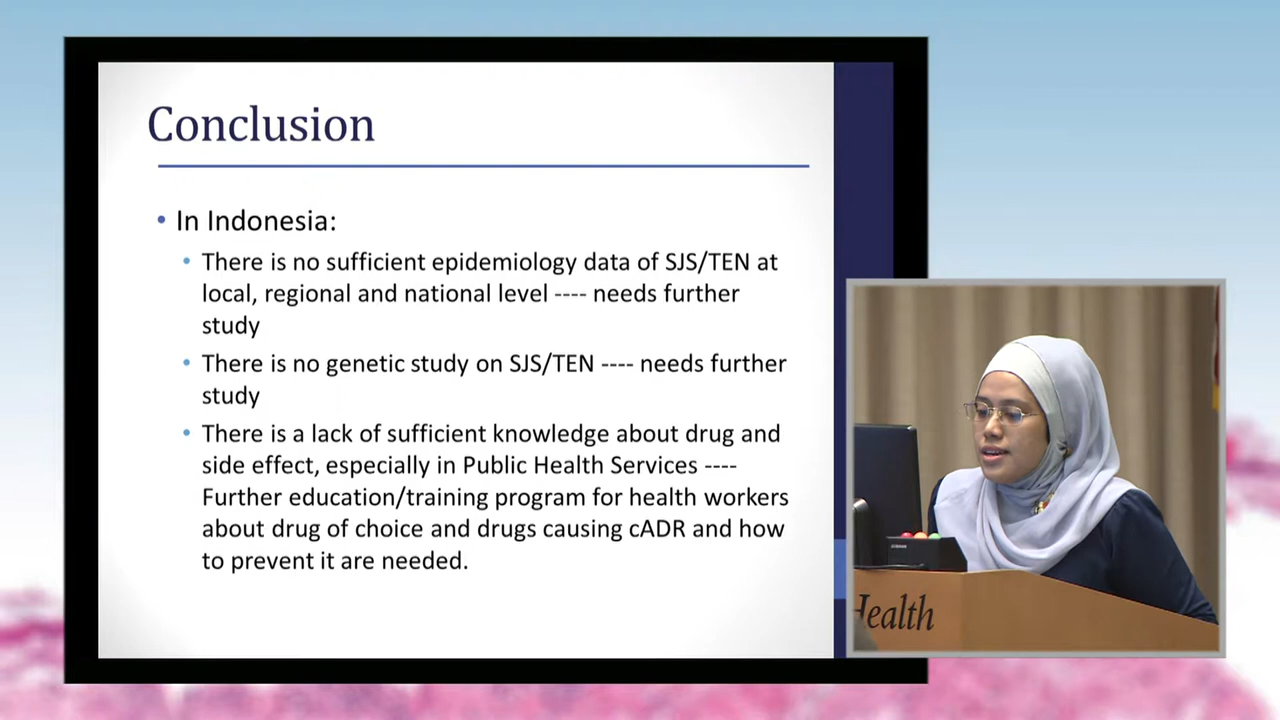 Conclusion
• In Indonesia:
• There is no sufficient epidemiology data of SJS/TEN at
local, regional and national level ---- needs further
study
• There is no genetic study on SJS/TEN ---- needs further
study
• There is a lack of sufficient knowledge about drug and
side effect, especially in Public Health Services ----
Further education/training program for health workers
about drug of choice and drugs causing cADR and how
to prevent it are needed.
Health